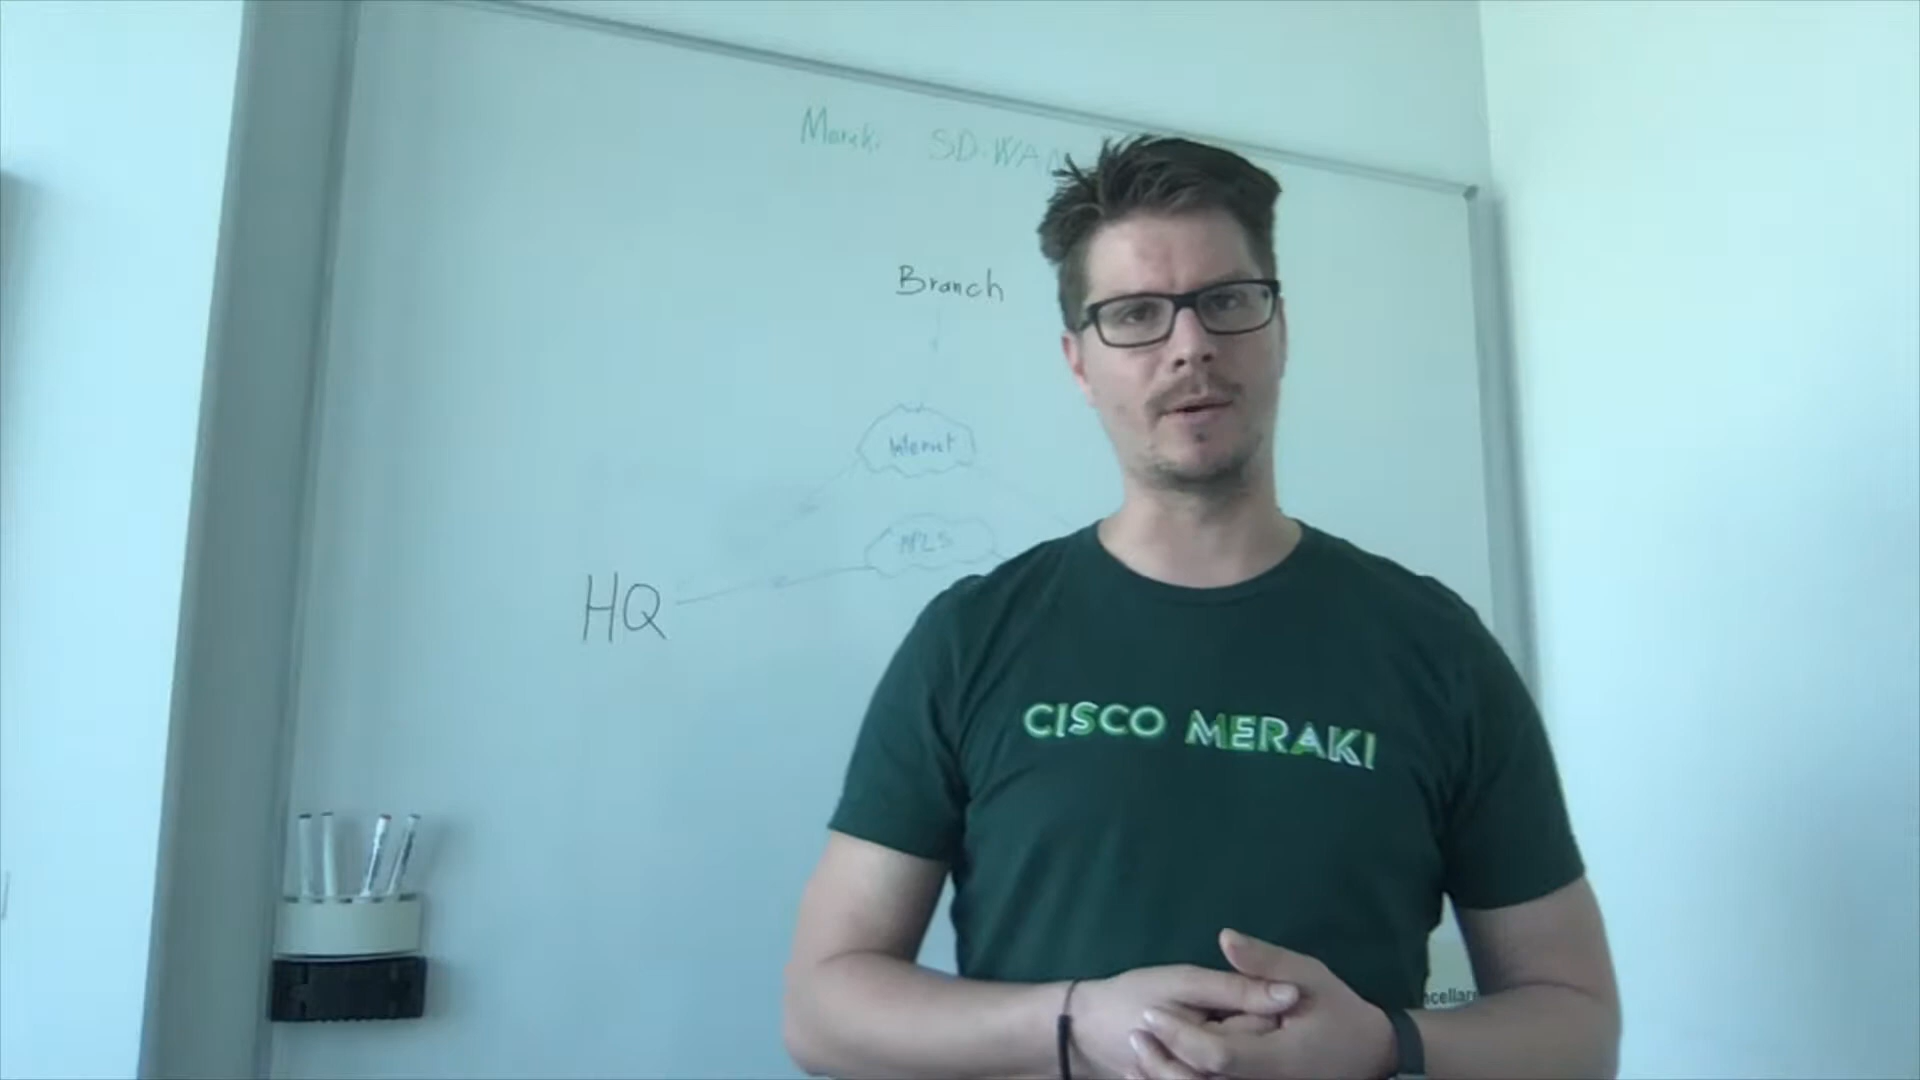 Meraki SD-WAN
Branch
Internet
MPLS
HQ
CISCO MERAKI